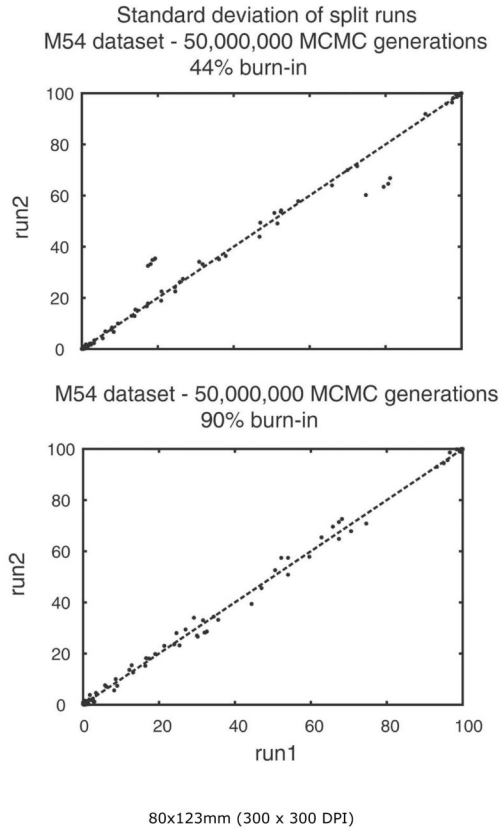 Standard deviation of split runs
M54 dataset - 50,000,000 MCMC generations
44% burn-in
100
80
60
40
20
0
run2
M54 dataset - 50,000,000 MCMC generations
90% burn-in
100
80
60
40
20
0
run2
0 20 40 60 80 100
run1
80x123mm (300 x 300 DPI)